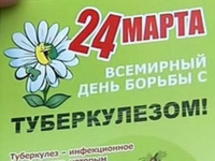 24 МАРТА
ВСЕМИРНЫЙ
ДЕНЬ БОРЬБЫ С
ТУБЕРКУЛЕЗОМ!
Туберкулез – инфекционное